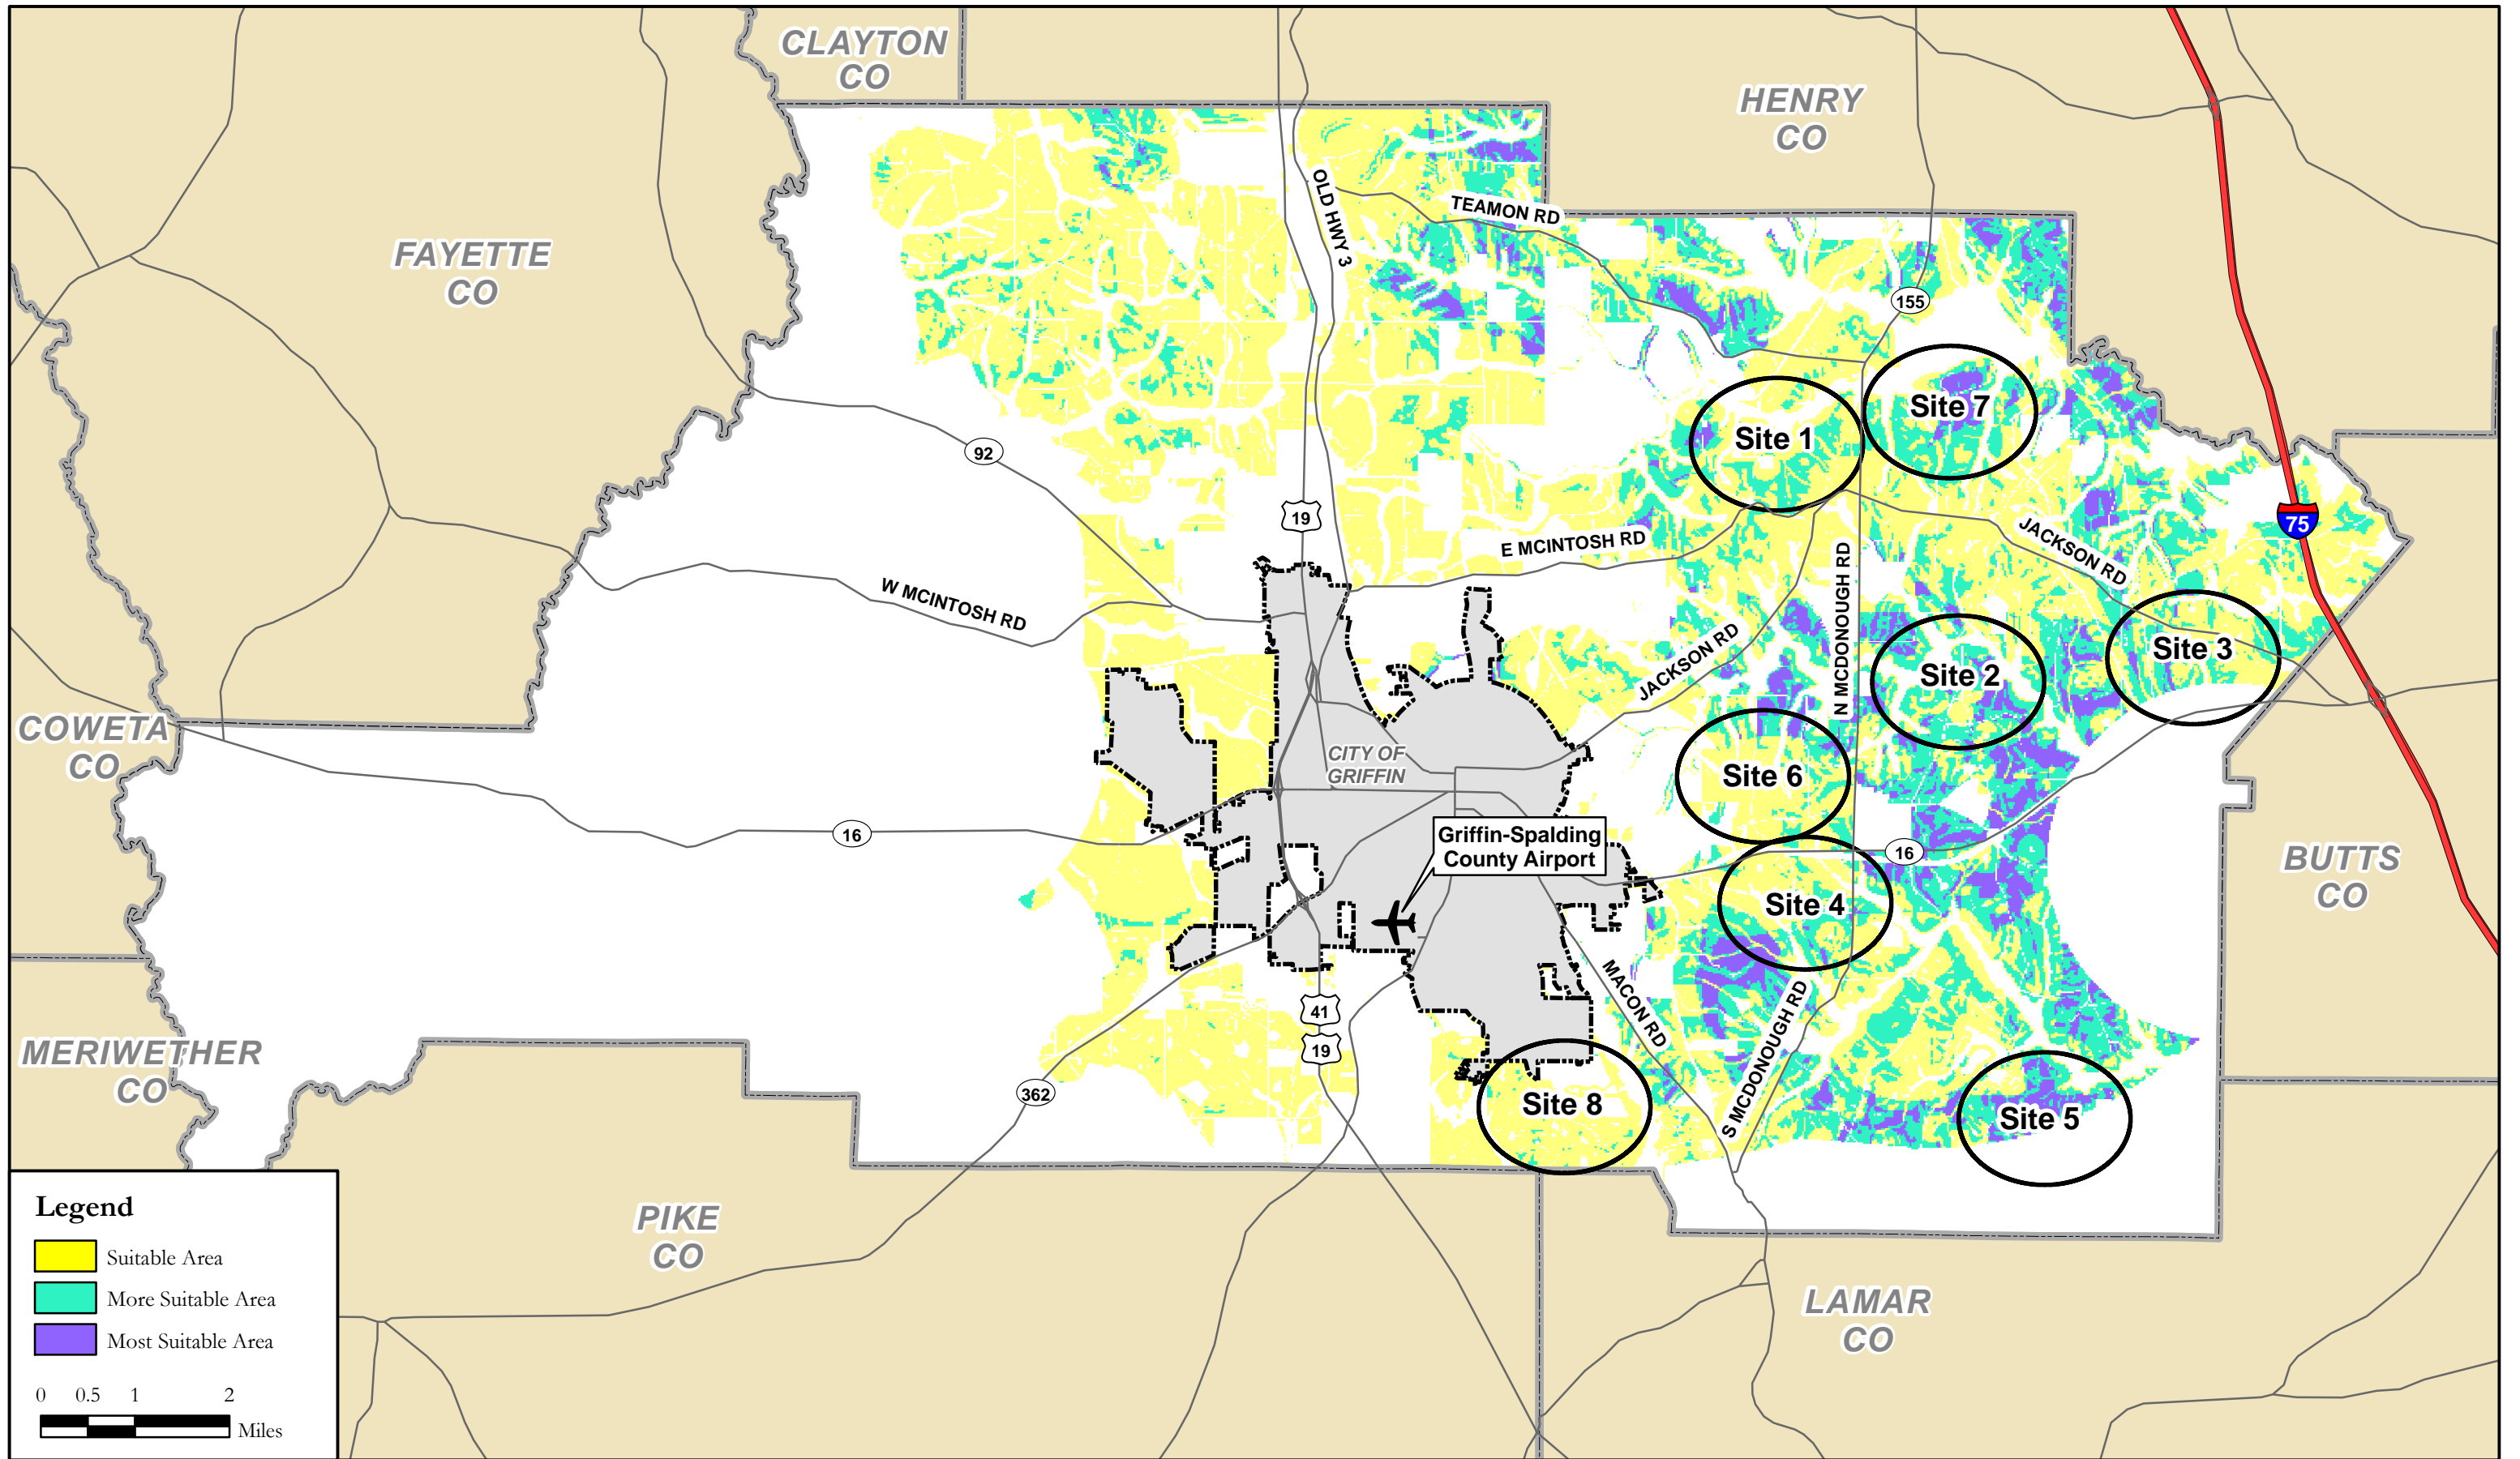 CLAYTON
CO
HENRY
CO
FAYETTE
CO
OLD HWY 3
TEAMON RD
155
92
Site 7
Site 1
19
75
E MCINTOSH RD
JACKSON RD
W MCINTOSH RD
N MCDONOUGH RD
JACKSON RD
Site 3
Site 2
COWETA
CO
CITY OF
GRIFFIN
Site 6
16
Griffin-Spalding
County Airport
16
BUTTS
CO
Site 4
MACON RD
41
19
S MCDONOUGH RD
MERIWETHER
CO
362
Site 8
Site 5
PIKE
CO
LAMAR
CO
Legend
Suitable Area
More Suitable Area
Most Suitable Area
0 0.5 1 2
Miles